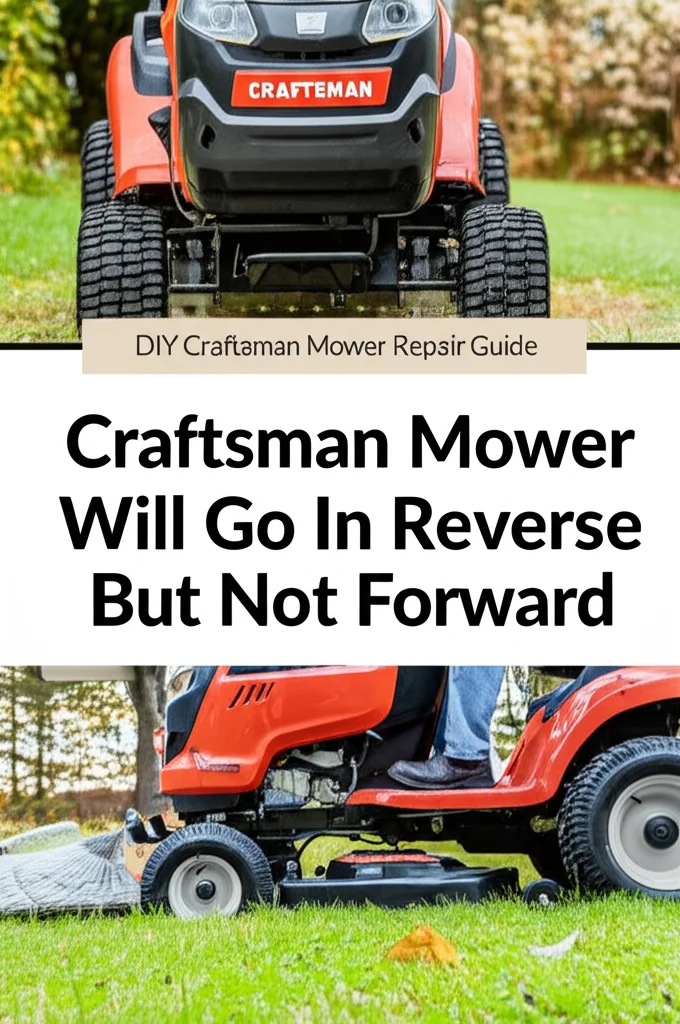 CRAFTEMAN
DIY Craftaman Mower Repsir Guide
Craftsman Mower
Will Go In Reverse
But Not Forward